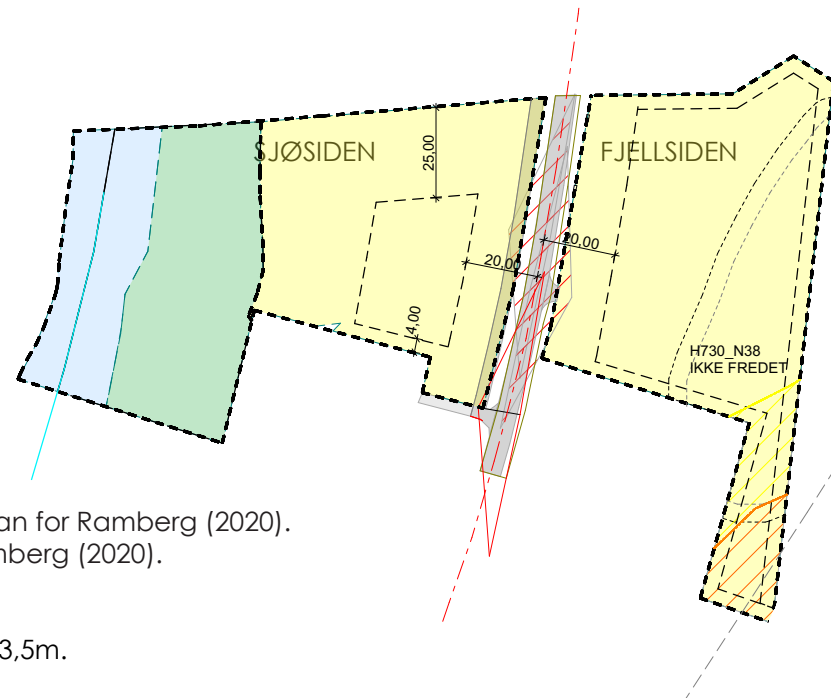 SJØSIDEN
FJELLSIDEN
25,00
20,00
20,00
4,00
H730_N38
IKKE FREDET
an for Ramberg (2020).
mberg (2020).
3,5m.